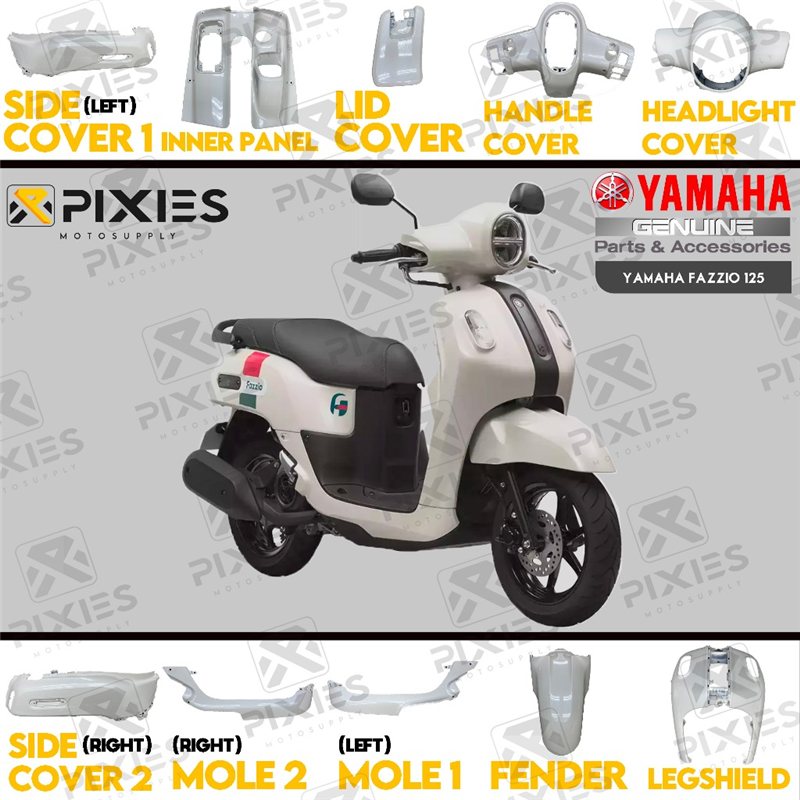 SIDE (LEFT)
COVER 1
INNER PANEL
LID
COVER
HANDLE
COVER
HEADLIGHT
COVER
PIXIES
MOTOSUPPLY
YAMAHA
GENUINE
Parts & Accessories
YAMAHA FAZZIO 125
Fazzio
SIDE (RIGHT)
COVER 2
(RIGHT)
MOLE 2
(LEFT)
MOLE 1
FENDER
LEGSHIELD